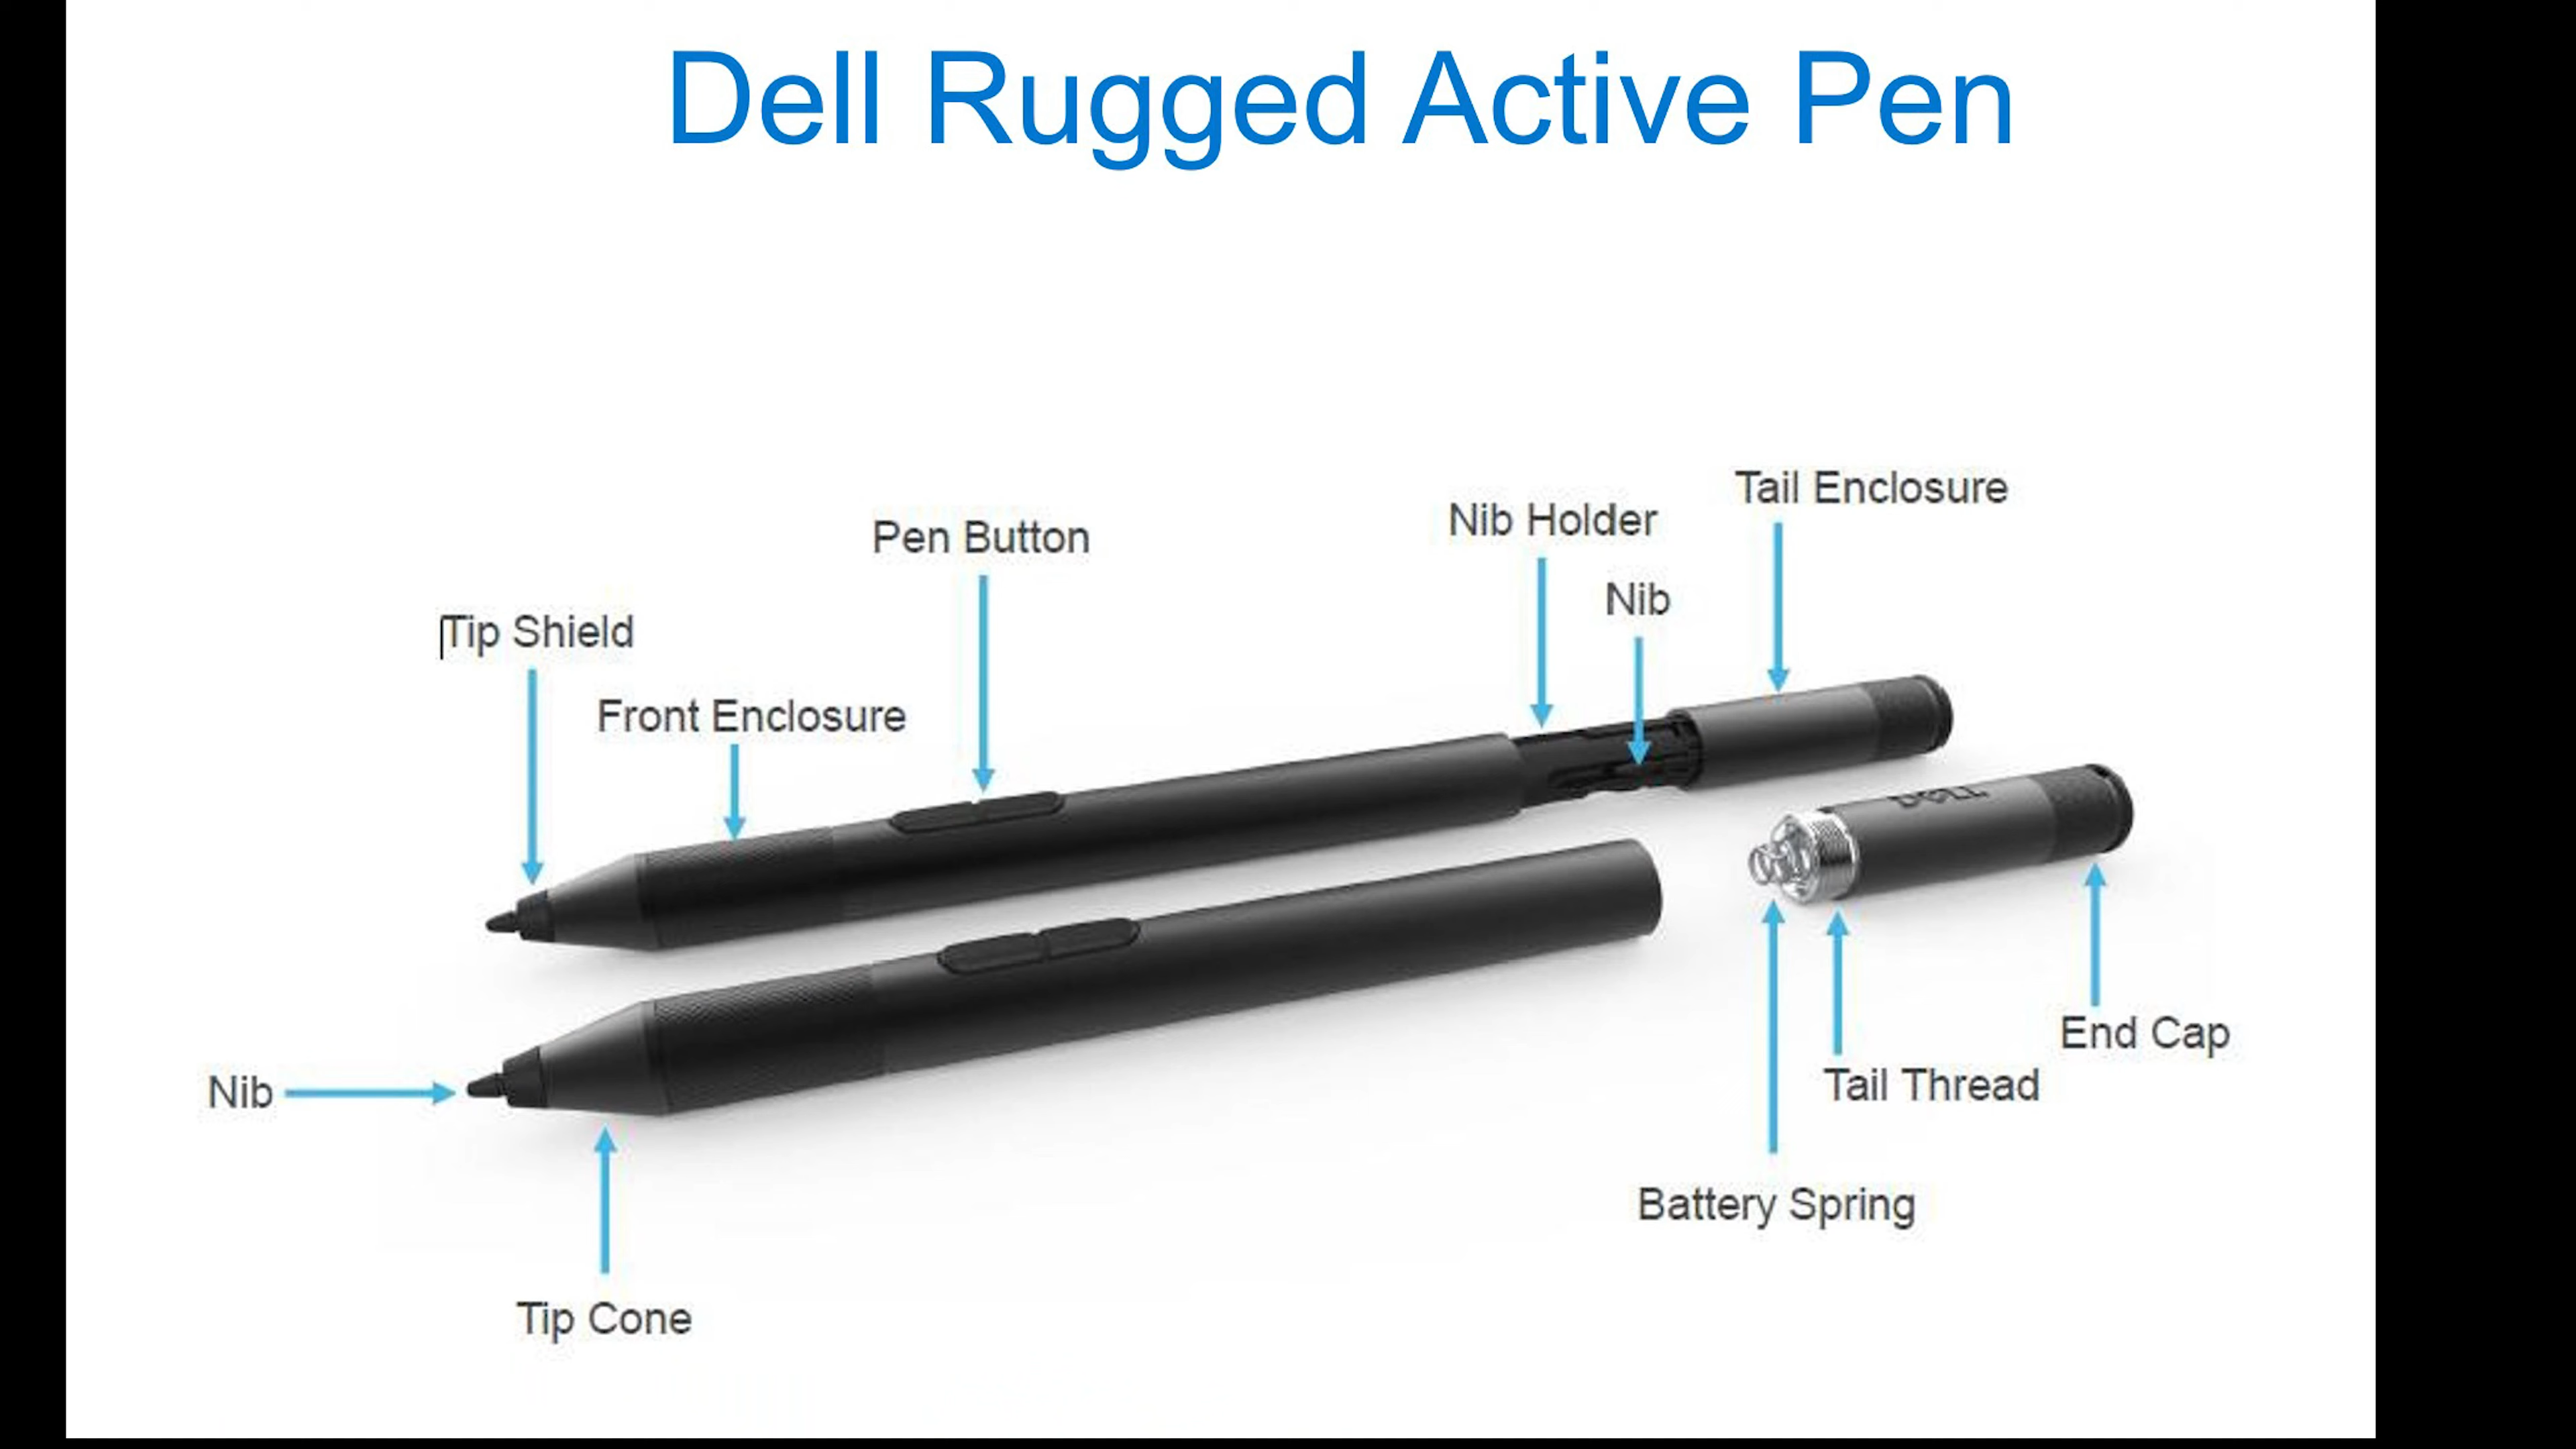 Dell Rugged Active Pen
Tail Enclosure
Nib Holder
Pen Button
Nib
Tip Shield
Front Enclosure
DELL
End Cap
Tail Thread
Nib
Battery Spring
Tip Cone